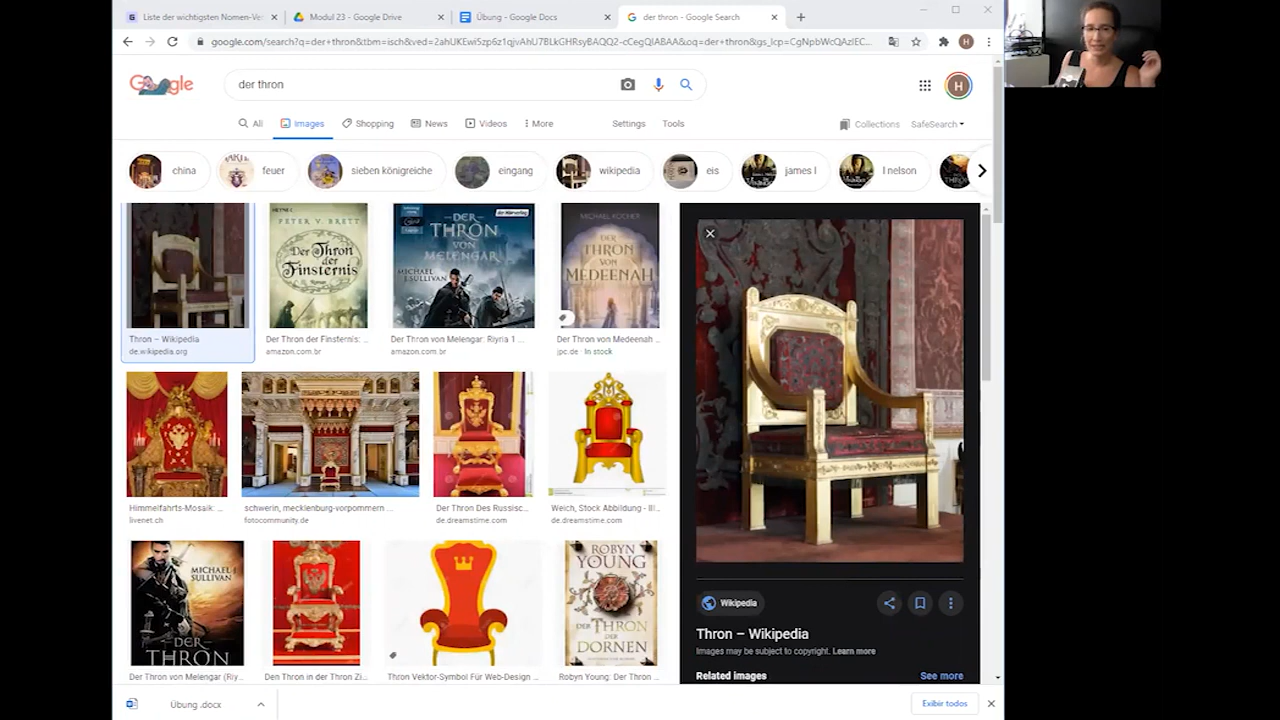 Liste der wichtigsten Nomen-Ver
Modul 23 - Google Drive
Übung - Google Docs
der thron - Google Search
Google
der thron
All
Images
Shopping
News
Videos
More
Settings
Tools
Collections
SafeSearch
china
feuer
sieben königreiche
eingang
wikipedia
eis
james l
l nelson
PETER V. BRETT
Der Thron
der
Finsternis
DER
THRON
VON
MELENGAR
MICHAEL
J SULLIVAN
MICHAEL KOCHER
DER
THRON
VON
MEDEENAH
Thron – Wikipedia
de.wikipedia.org
Der Thron der Finsternis: ...
amazon.com.br
Der Thron von Melengar: Riyria 1 ...
amazon.com.br
Der Thron von Medeenah ...
jpc.de · In stock
Himmelfahrts-Mosaik: ...
livenet.ch
schwerin, mecklenburg-vorpommern ...
fotocommunity.de
Der Thron Des Russisc...
de.dreamstime.com
Weich, Stock Abbildung - Ill...
de.dreamstime.com
MICHAEL J
SULLIVAN
DER
THRON
ROBYN
YOUNG
DER THRON
DER
DORNEN
Der Thron von Melengar (Riy...
Den Thron in der Thron Zi...
Thron Vektor-Symbol Für Web-Design ...
Robyn Young: Der Thron ...
Wikipedia
Thron – Wikipedia
Images may be subject to copyright. Learn more
Related images
See more
Übung .docx
Exibir todos
H